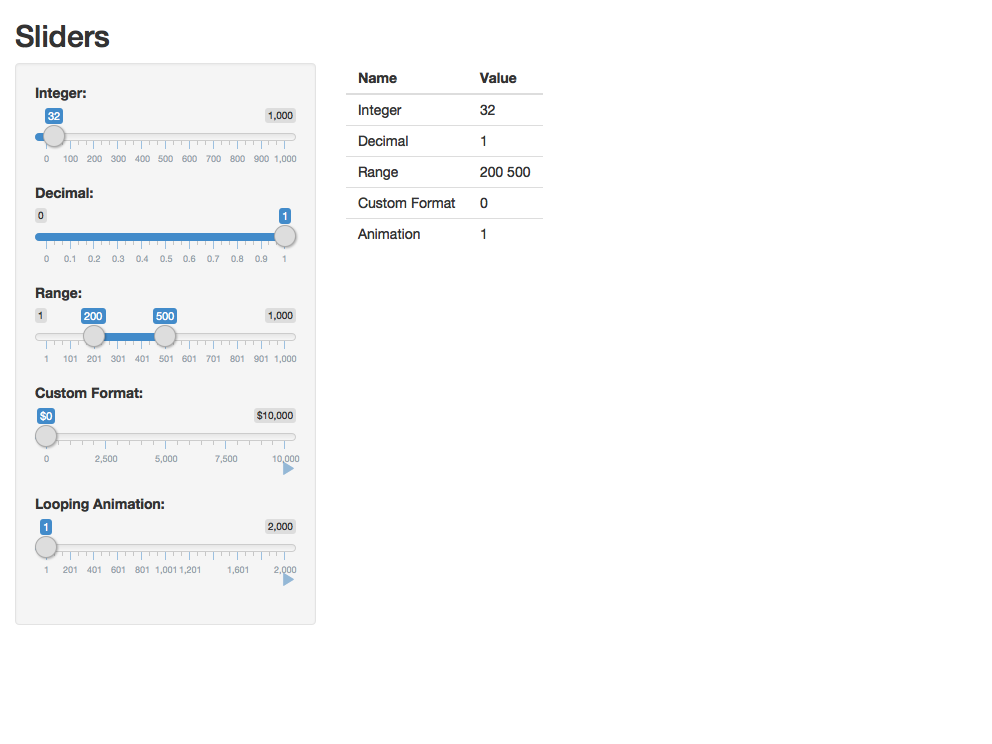 Sliders
Integer:
32 1,000
0 100 200 300 400 500 600 700 800 900 1,000
Decimal:
0 1
0 0.1 0.2 0.3 0.4 0.5 0.6 0.7 0.8 0.9 1
Range:
1 200 500 1,000
1 101 201 301 401 501 601 701 801 901 1,000
Custom Format:
$0 $10,000
0 2,500 5,000 7,500 10,000
Looping Animation:
1 2,000
1 201 401 601 801 1,001 1,201 1,601 2,000
Name Value
Integer 32
Decimal 1
Range 200 500
Custom Format 0
Animation 1